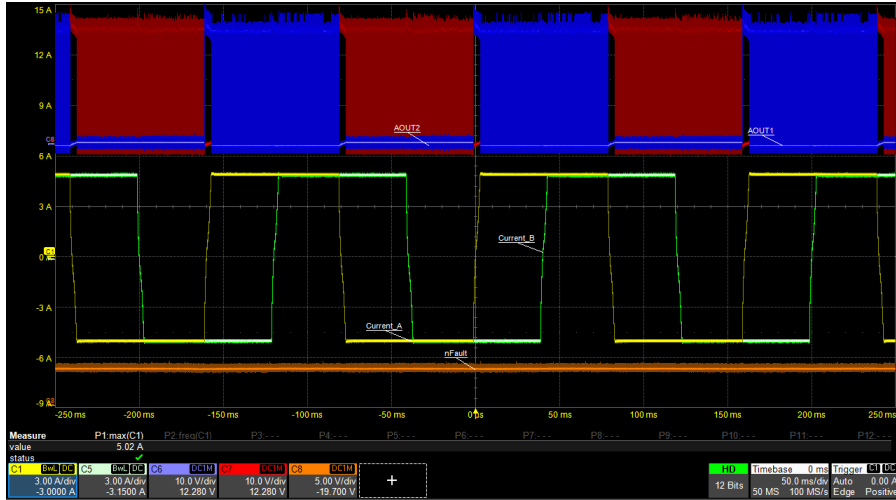 15 A
12 A
9 A
C8
AOUT2
AOUT1
6 A
3 A
C1
Current_B
0 A
-3 A
Current_A
nFault
-6 A
-9 A
-250 ms -200 ms -150 ms -100 ms -50 ms 0 µs 50 ms 100 ms 150 ms 200 ms 250 ms
Measure P1:max(C1) P2:freq(C1) P3:--- P4:--- P5:--- P6:--- P7:--- P8:--- P9:--- P10:--- P11:--- P12:---
value 5.02 A
status
C1 BwL DC C5 BwL DC C6 DC1M C7 DC1M C8 DC1M HD Timebase 0 ms Trigger C1 DC
3.00 A/div 3.00 A/div 10.0 V/div 10.0 V/div 5.00 V/div + 12 Bits 50.0 ms/div Auto 0.00
-3.0000 A -3.1500 A 12.280 V 12.280 V -19.700 V 50 MS 100 MS/s Edge Positive